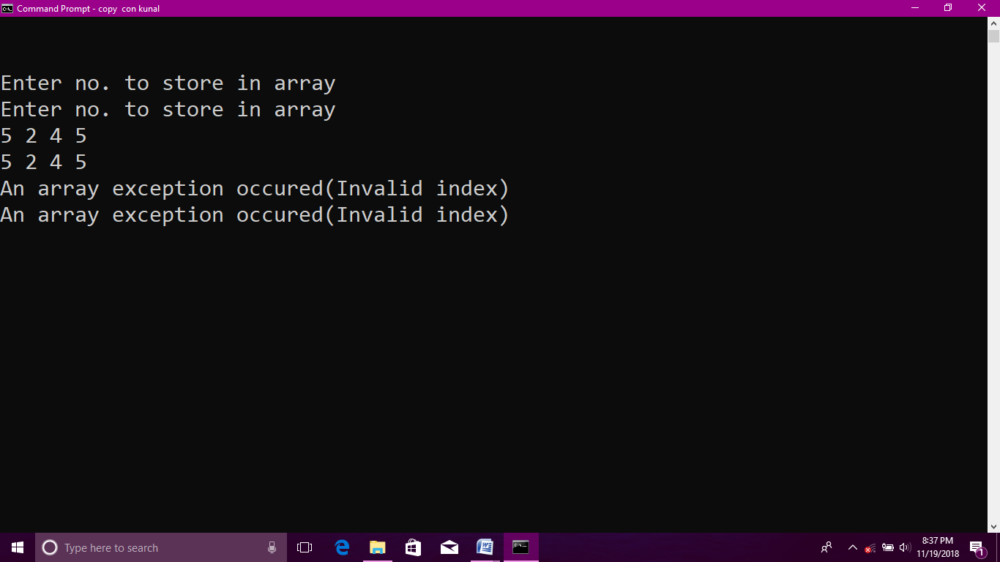 Command Prompt - copy  con kunal
Enter no. to store in array
Enter no. to store in array
5 2 4 5
5 2 4 5
An array exception occured(Invalid index)
An array exception occured(Invalid index)
Type here to search
8:37 PM
11/19/2018
1